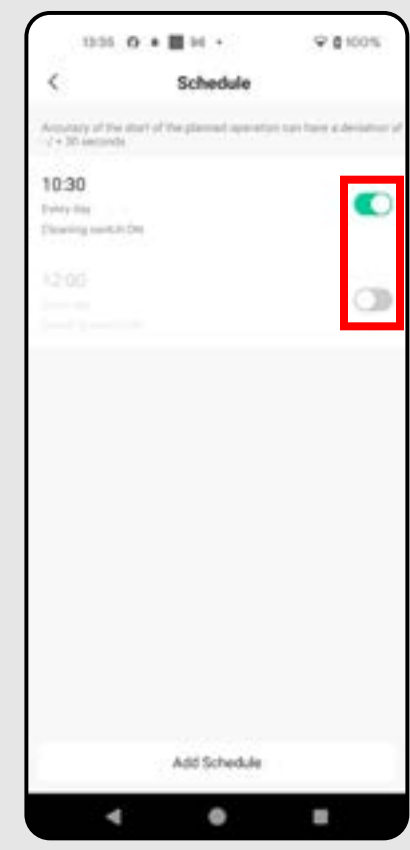 13:55 96 100%
Schedule
Accuracy of the start of the planned operation can have a deviation of
-/ + 30 seconds
10:30
Every day
Cleaning switch:ON
12:00
Add Schedule